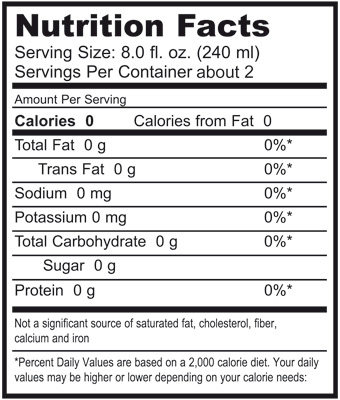 Nutrition Facts
Serving Size: 8.0 fl. oz. (240 ml)
Servings Per Container about 2
Amount Per Serving
Calories 0 Calories from Fat 0
Total Fat 0 g 0%*
Trans Fat 0 g 0%*
Sodium 0 mg 0%*
Potassium 0 mg 0%*
Total Carbohydrate 0 g 0%*
Sugar 0 g
Protein 0 g 0%*
Not a significant source of saturated fat, cholesterol, fiber,
calcium and iron
*Percent Daily Values are based on a 2,000 calorie diet. Your daily
values may be higher or lower depending on your calorie needs: